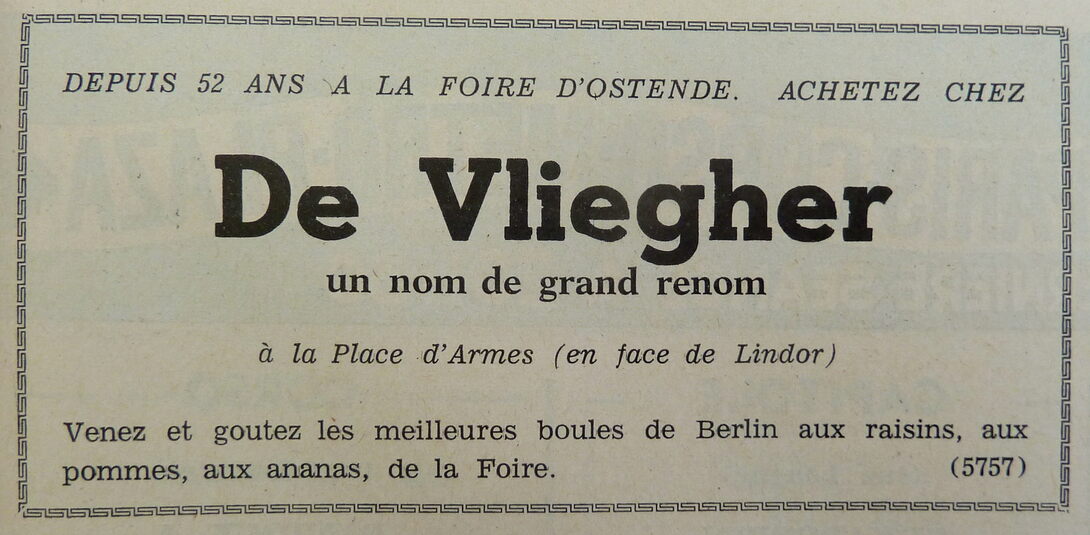 DEPUIS 52 ANS A LA FOIRE D'OSTENDE. ACHETEZ CHEZ
De Vliegher
un nom de grand renom
à la Place d'Armes (en face de Lindor)
Venez et goutez les meilleures boules de Berlin aux raisins, aux
pommes, aux ananas, de la Foire. (5757)